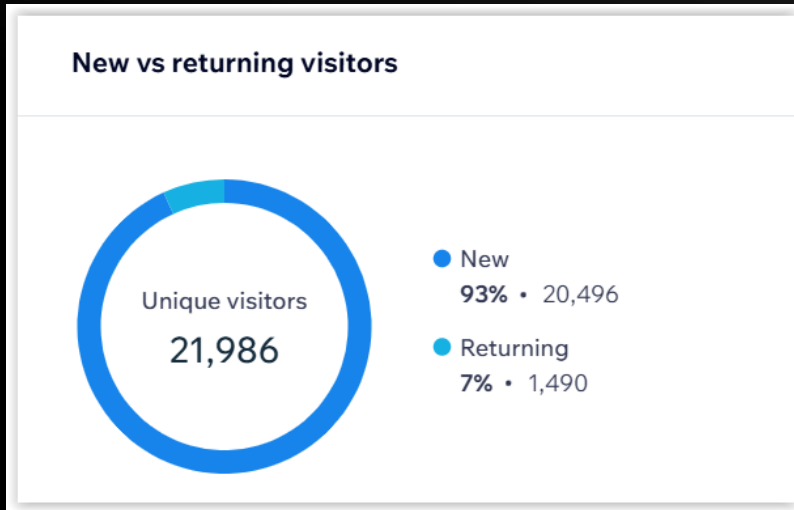 New vs returning visitors
Unique visitors
21,986
New
93% • 20,496
Returning
7% • 1,490